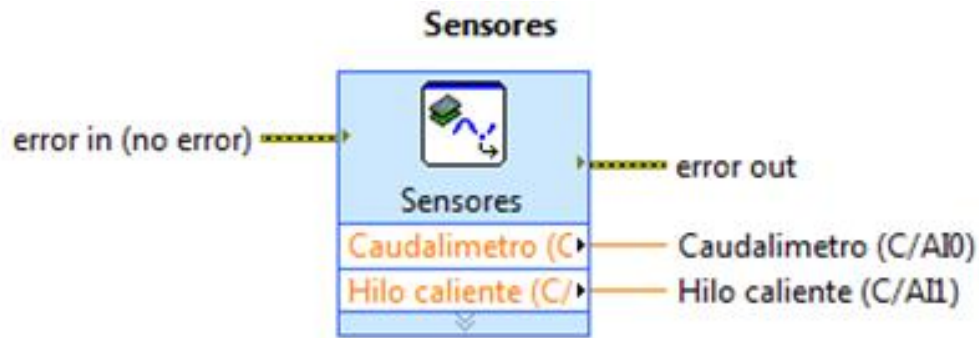 Sensores
error in (no error)
Sensores
error out
Caudalimetro (C
Caudalimetro (C/AI0)
Hilo caliente (C/
Hilo caliente (C/AI1)